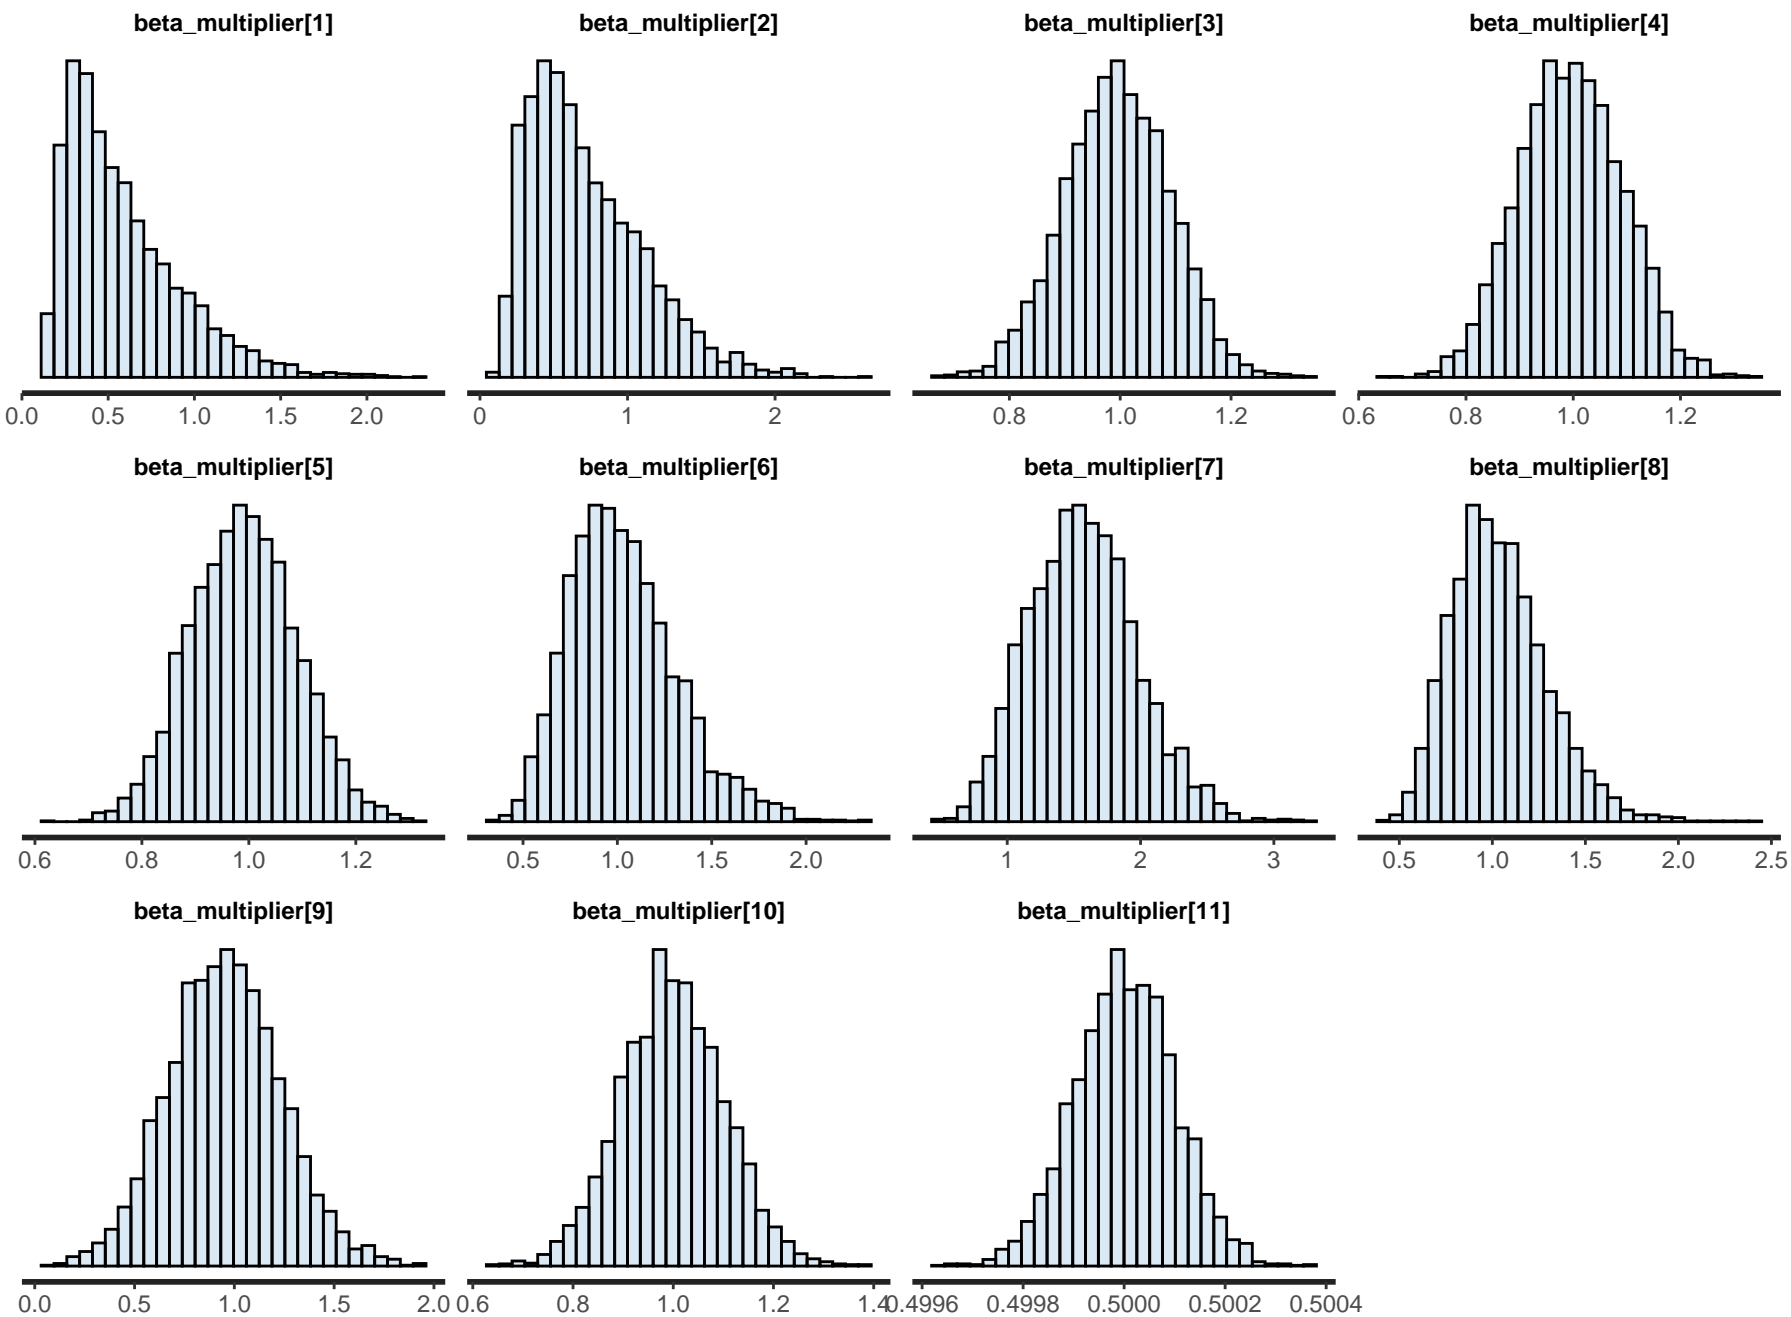 beta_multiplier[1] beta_multiplier[2] beta_multiplier[3] beta_multiplier[4]
0.0 0.5 1.0 1.5 2.0 0 1 2 0.8 1.0 1.2 0.6 0.8 1.0 1.2
beta_multiplier[5] beta_multiplier[6] beta_multiplier[7] beta_multiplier[8]
0.6 0.8 1.0 1.2 0.5 1.0 1.5 2.0 1 2 3 0.5 1.0 1.5 2.0 2.5
beta_multiplier[9] beta_multiplier[10] beta_multiplier[11]
0.0 0.5 1.0 1.5 2.0 0.6 0.8 1.0 1.2 1.4 0.4996 0.4998 0.5000 0.5002 0.5004